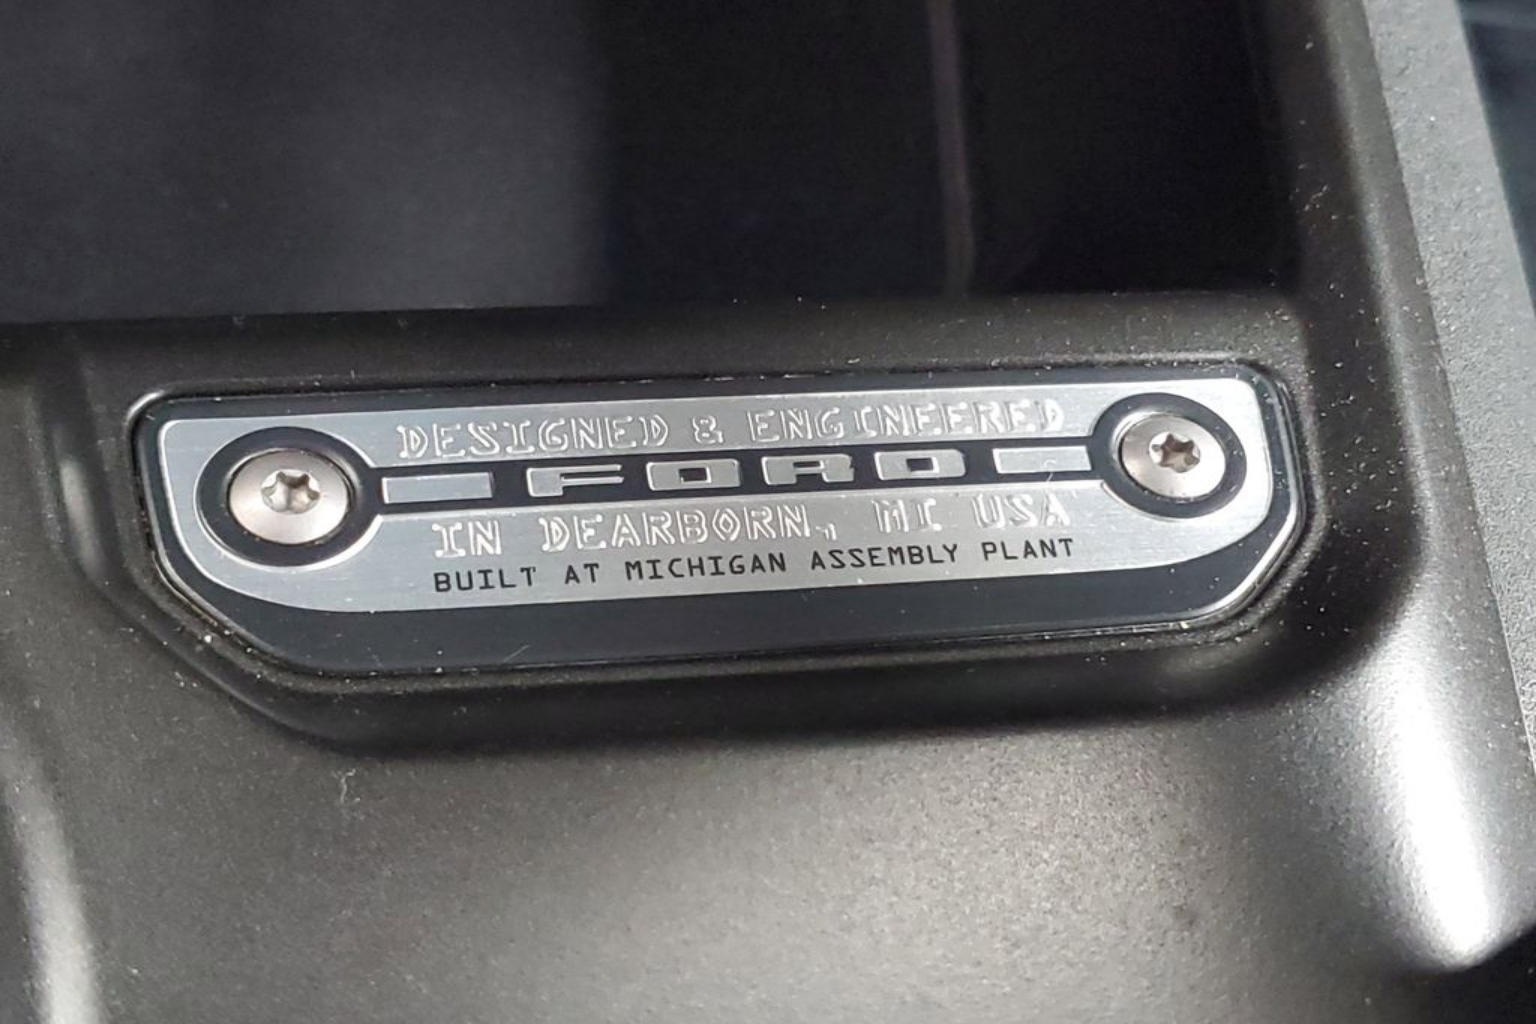 DESIGNED & ENGINEERED
FORD
IN DEARBORN, MI USA
BUILT AT MICHIGAN ASSEMBLY PLANT